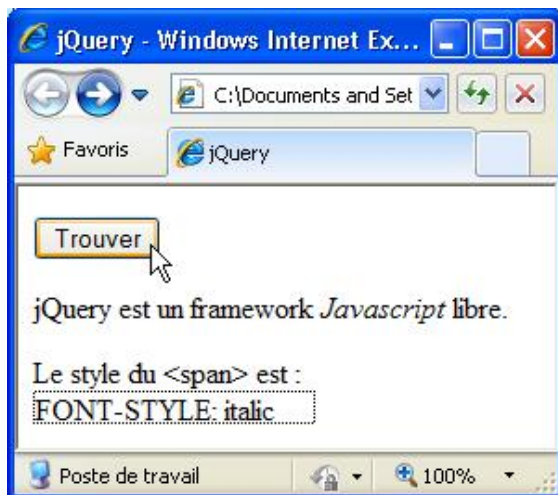 jQuery - Windows Internet Ex...
C:\Documents and Set
Favoris
jQuery
Trouver
jQuery est un framework Javascript libre.
Le style du <span> est :
FONT-STYLE: italic
Poste de travail
100%